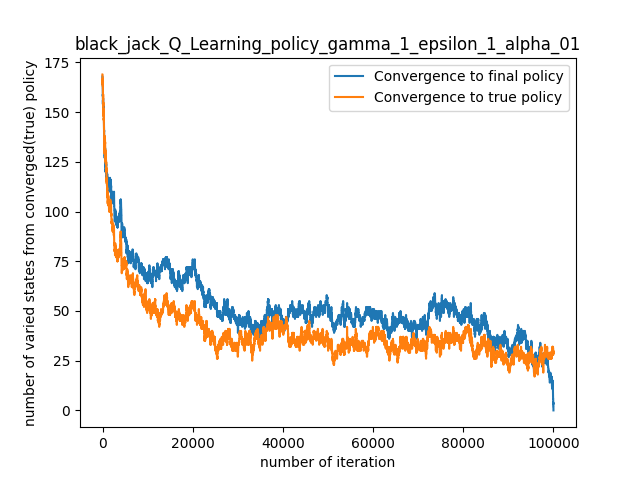 black_jack_Q_Learning_policy_gamma_1_epsilon_1_alpha_01
Convergence to final policy
Convergence to true policy
number of varied states from converged(true) policy
175
150
125
100
75
50
25
0
0 20000 40000 60000 80000 100000
number of iteration